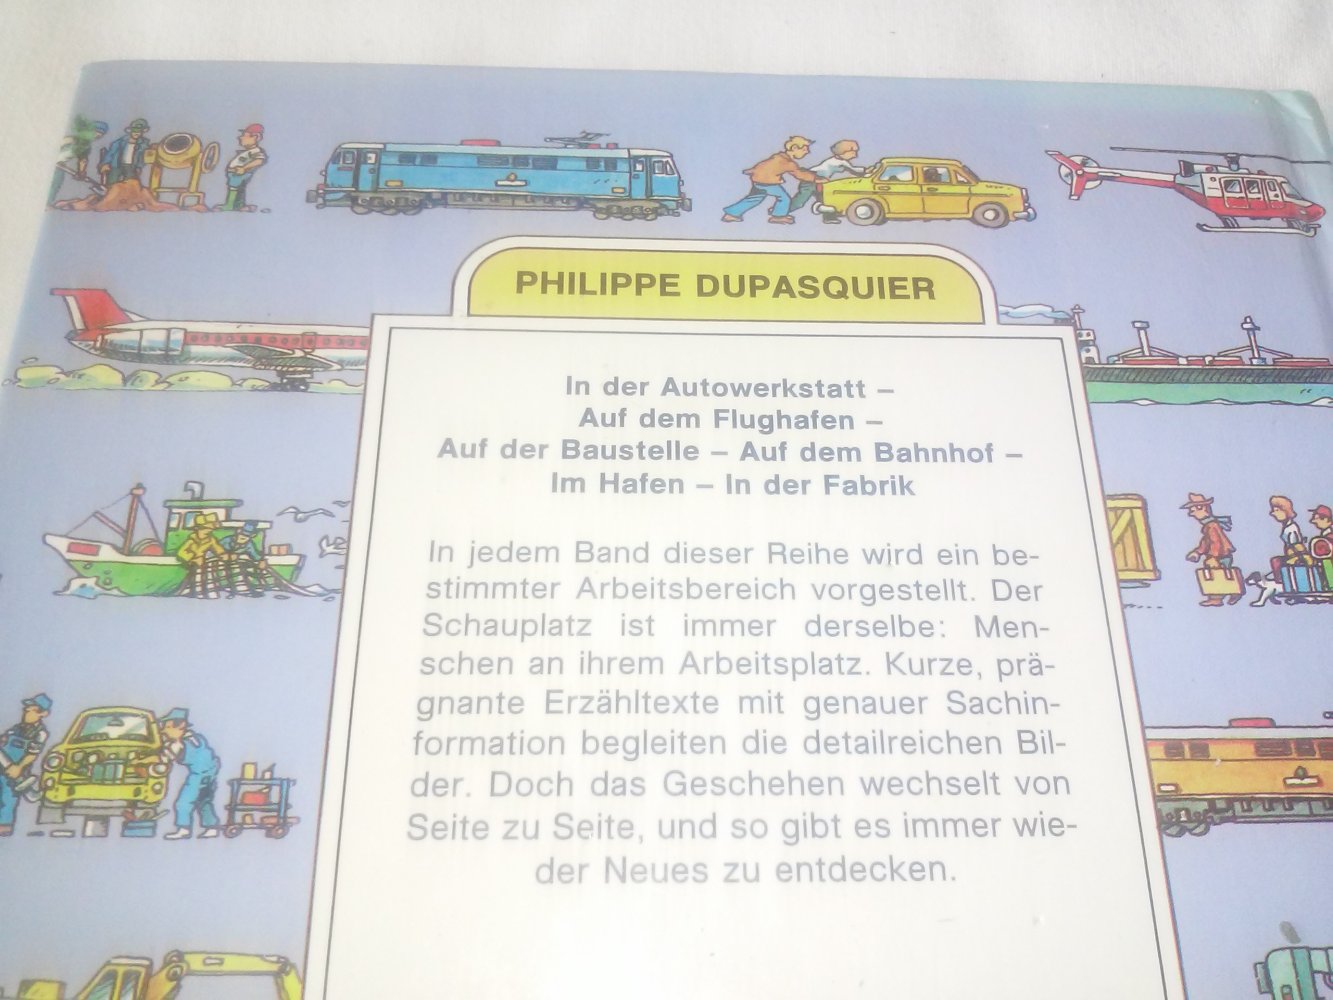 PHILIPPE DUPASQUIER
In der Autowerkstatt –
Auf dem Flughafen –
Auf der Baustelle – Auf dem Bahnhof –
Im Hafen – In der Fabrik
In jedem Band dieser Reihe wird ein be-
stimmter Arbeitsbereich vorgestellt. Der
Schauplatz ist immer derselbe: Men-
schen an ihrem Arbeitsplatz. Kurze, prä-
gnante Erzähltexte mit genauer Sachin-
formation begleiten die detailreichen Bil-
der. Doch das Geschehen wechselt von
Seite zu Seite, und so gibt es immer wie-
der Neues zu entdecken.